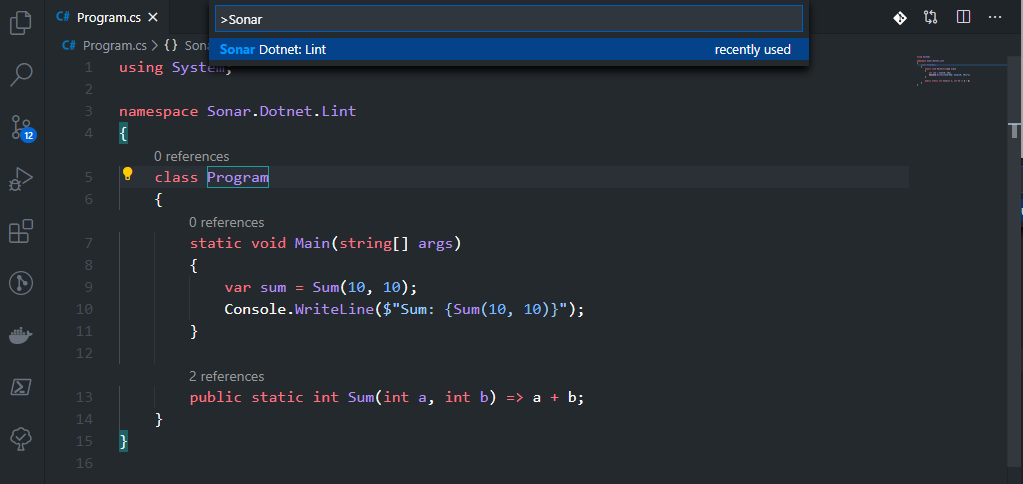 C# Program.cs ×
>Sonar
C# Program.cs > {} Son
Sonar Dotnet: Lint recently used
1 using System;
2
3 namespace Sonar.Dotnet.Lint
4 {
0 references
5 class Program
6 {
0 references
7 static void Main(string[] args)
8 {
9 var sum = Sum(10, 10);
10 Console.WriteLine($"Sum: {Sum(10, 10)}");
11 }
12
2 references
13 public static int Sum(int a, int b) => a + b;
14 }
15 }
16
12